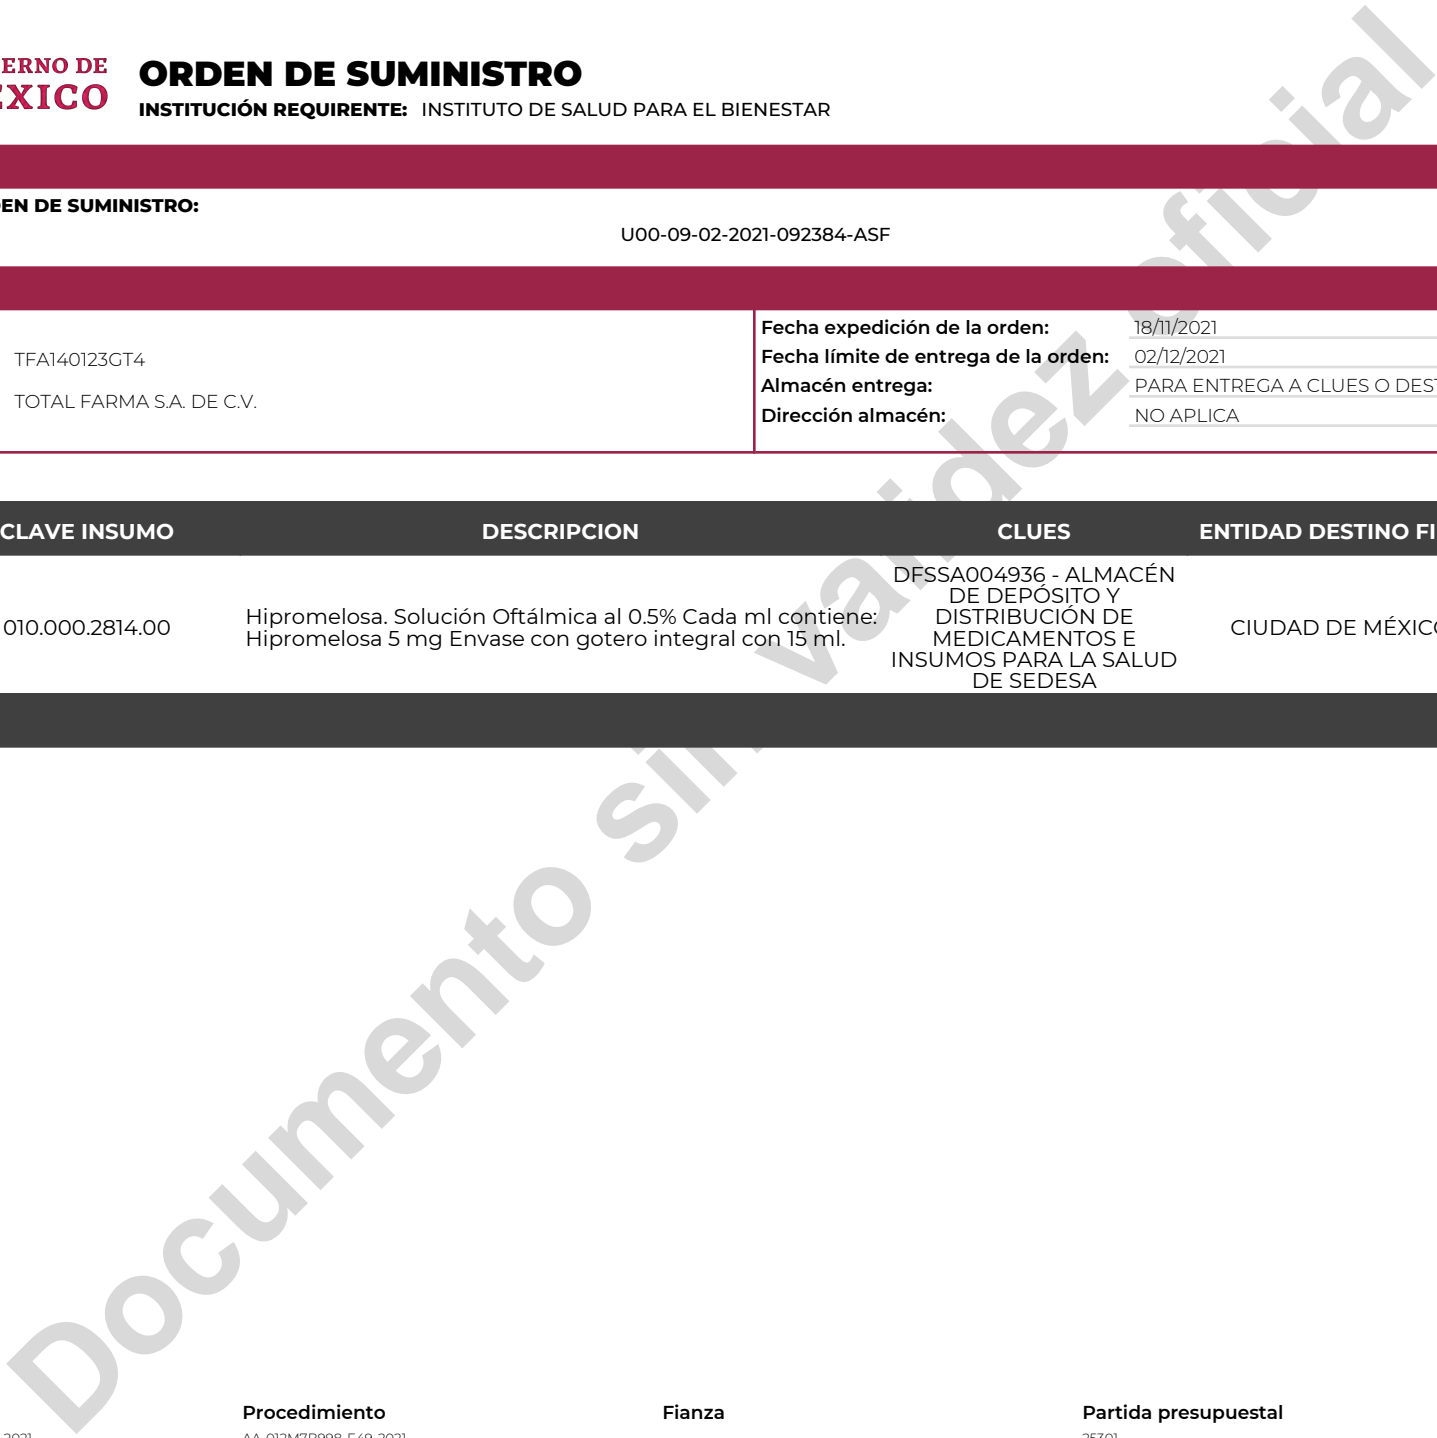 ERNO DE
EXICO
ORDEN DE SUMINISTRO
INSTITUCIÓN REQUIRENTE: INSTITUTO DE SALUD PARA EL BIENESTAR
EN DE SUMINISTRO:
U00-09-02-2021-092384-ASF
TFA140123GT4
TOTAL FARMA S.A. DE C.V.
Fecha expedición de la orden: 18/11/2021
Fecha límite de entrega de la orden: 02/12/2021
Almacén entrega: PARA ENTREGA A CLUES O DEST
Dirección almacén: NO APLICA
CLAVE INSUMO DESCRIPCION CLUES ENTIDAD DESTINO FI
010.000.2814.00
Hipromelosa. Solución Oftálmica al 0.5% Cada ml contiene:
Hipromelosa 5 mg Envase con gotero integral con 15 ml.
DFSSA004936 - ALMACÉN
DE DEPÓSITO Y
DISTRIBUCIÓN DE
MEDICAMENTOS E
INSUMOS PARA LA SALUD
DE SEDESA
CIUDAD DE MÉXICO
Documento sin validez oficial
Procedimiento Fianza Partida presupuestal